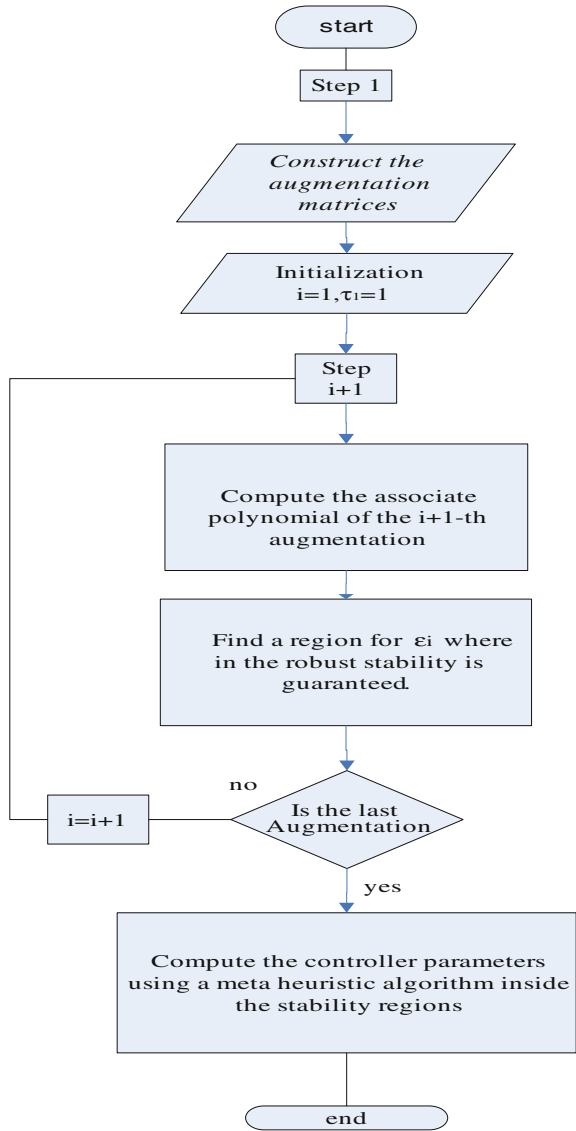 start
Step 1
Construct the
augmentation
matrices
Initialization
i=1,τ₁=1
Step
i+1
Compute the associate
polynomial of the i+1-th
augmentation
Find a region for εi where
in the robust stability is
guaranteed.
no
i=i+1
Is the last
Augmentation
yes
Compute the controller parameters
using a meta heuristic algorithm inside
the stability regions
end